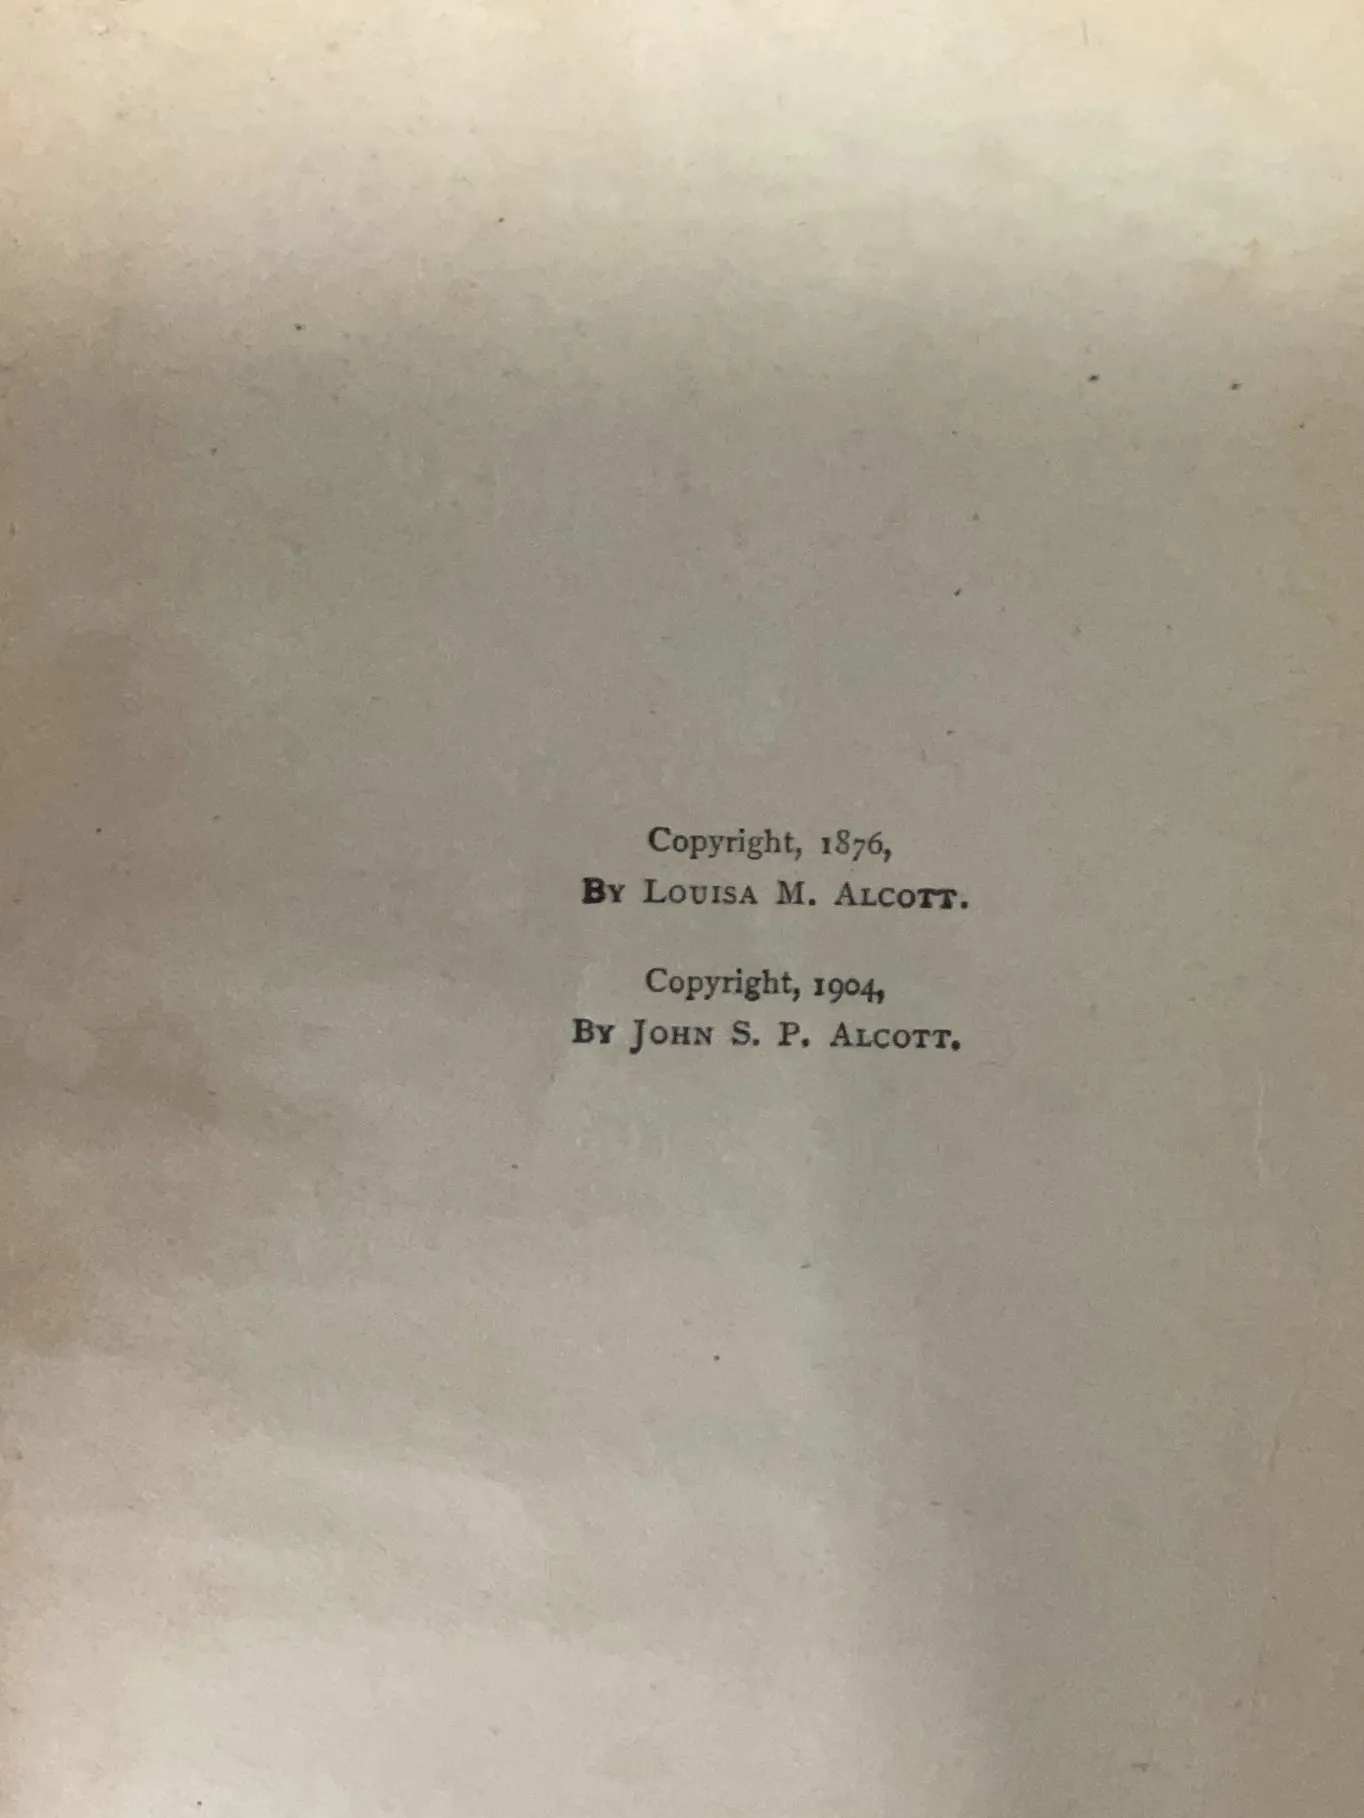 Copyright, 1876,
By Louisa M. Alcott.
Copyright, 1904,
By John S. P. Alcott.